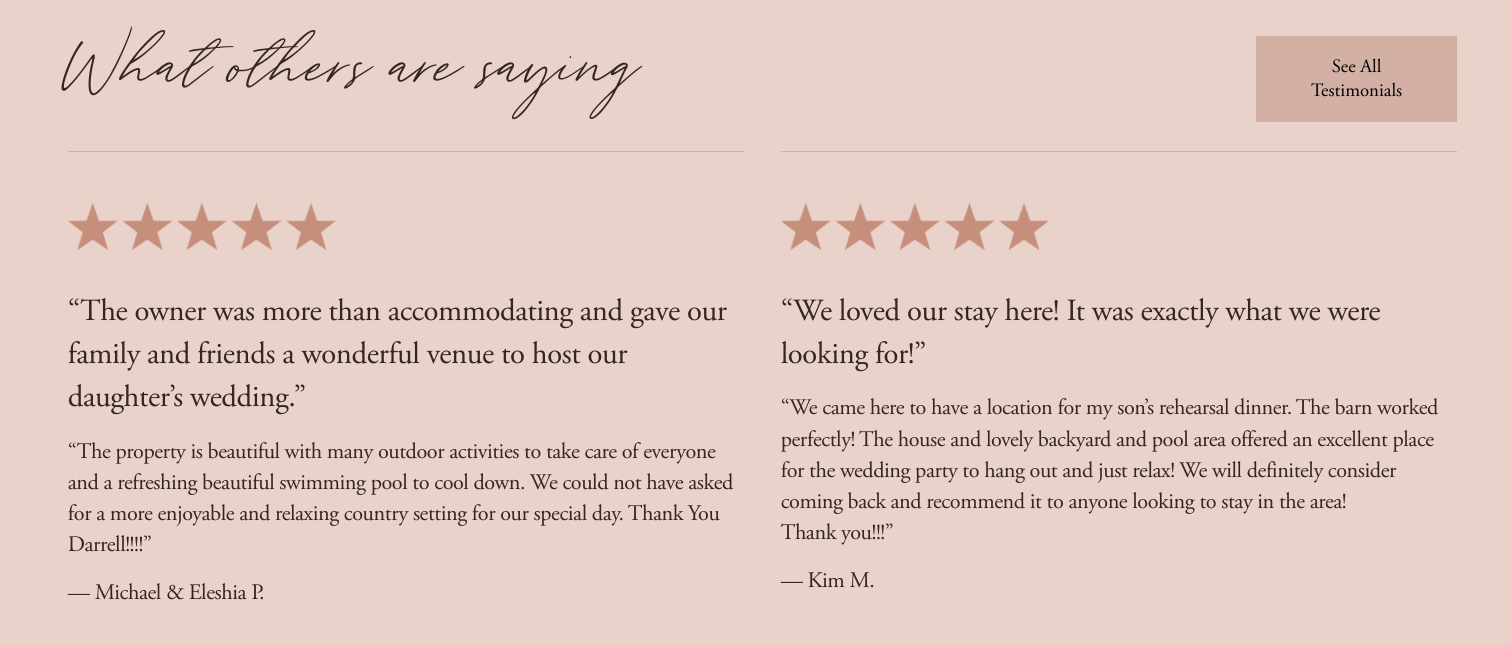 What others are saying
See All
Testimonials
“The owner was more than accommodating and gave our
family and friends a wonderful venue to host our
daughter’s wedding.”
“The property is beautiful with many outdoor activities to take care of everyone
and a refreshing beautiful swimming pool to cool down. We could not have asked
for a more enjoyable and relaxing country setting for our special day. Thank You
Darrell!!!!”
— Michael & Eleshia P.
“We loved our stay here! It was exactly what we were
looking for!”
“We came here to have a location for my son’s rehearsal dinner. The barn worked
perfectly! The house and lovely backyard and pool area offered an excellent place
for the wedding party to hang out and just relax! We will definitely consider
coming back and recommend it to anyone looking to stay in the area!
Thank you!!!”
— Kim M.